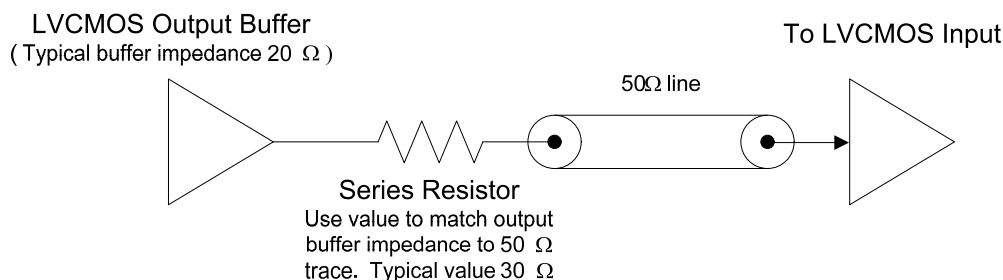 LVCMOS Output Buffer
( Typical buffer impedance 20 Ω )
To LVCMOS Input
50Ω line
Series Resistor
Use value to match output
buffer impedance to 50 Ω
trace. Typical value 30 Ω